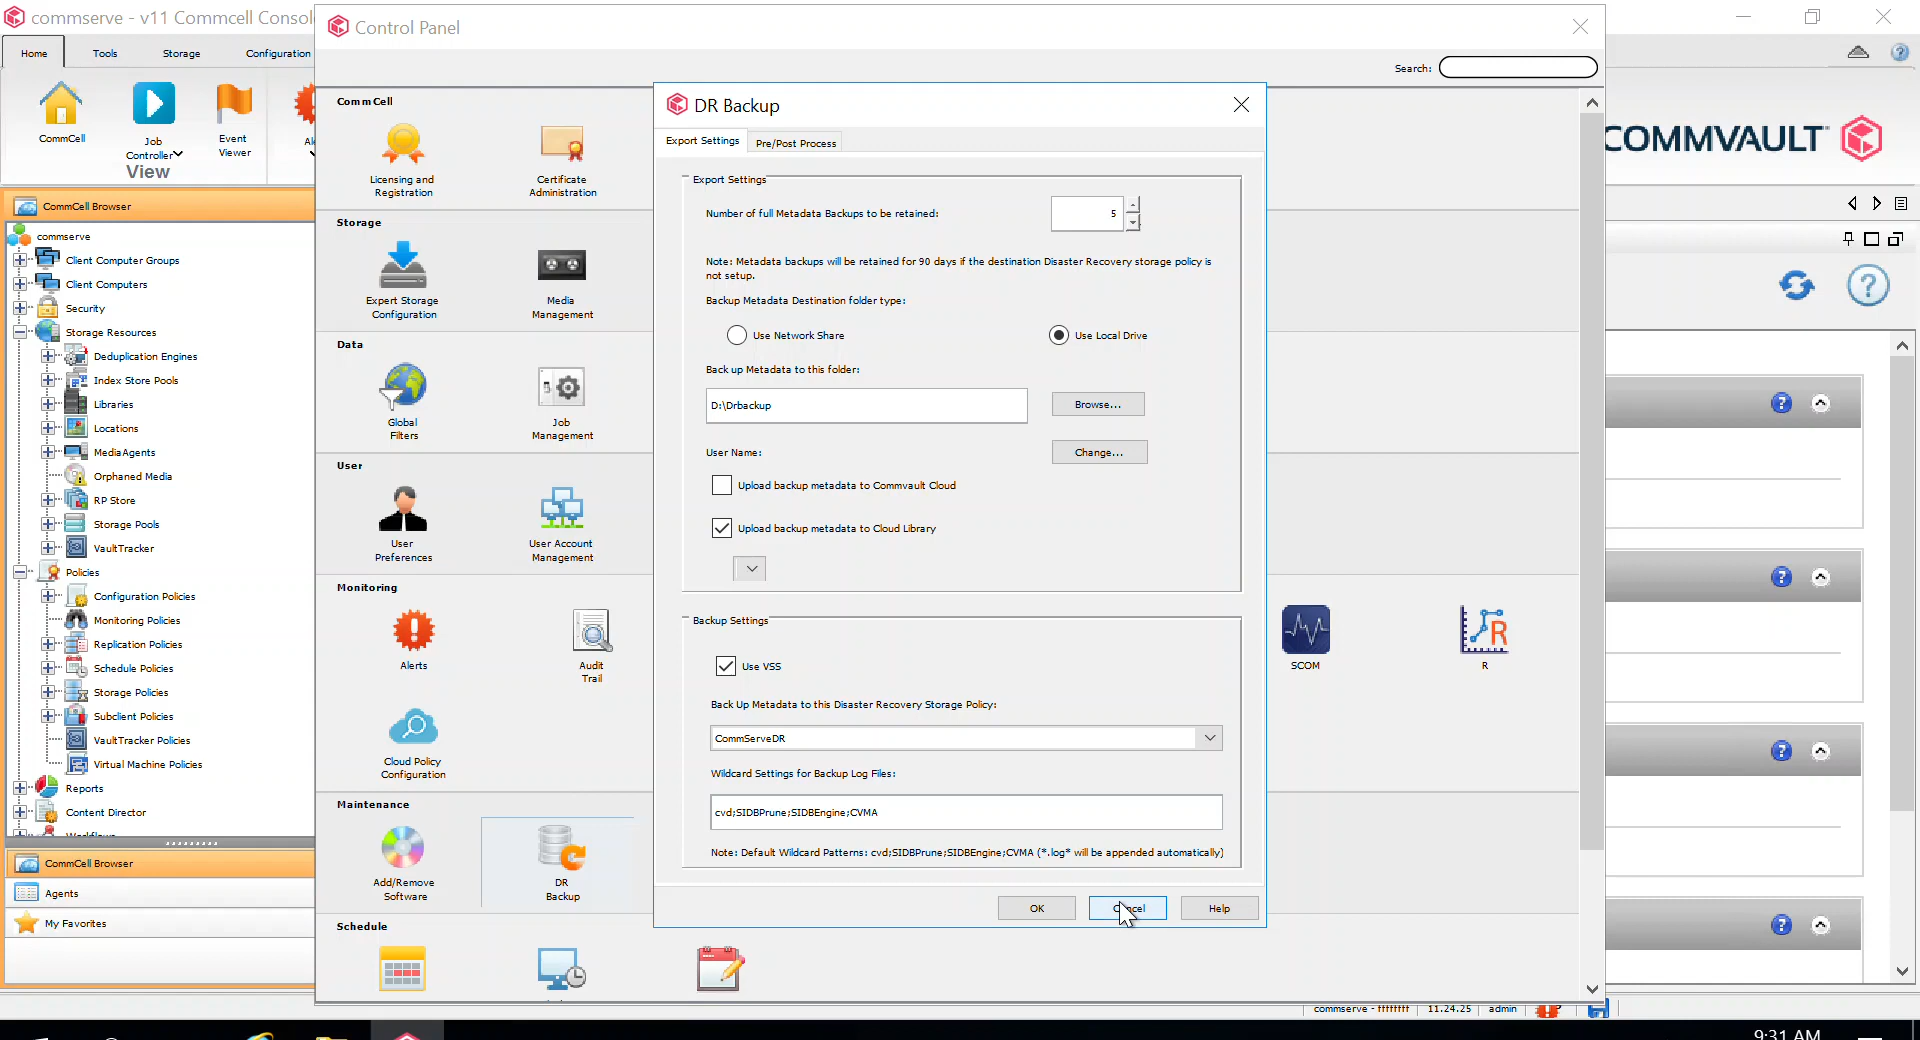 commserve - v11 Commcell Consol
Control Panel
Home
Tools
Storage
Configuration
Search:
CommCell
Job
Controller
Event
Viewer
View
COMMVAULT
CommCell Browser
commserve
Client Computer Groups
Client Computers
Security
Storage Resources
Deduplication Engines
Index Store Pools
Libraries
Locations
MediaAgents
Orphaned Media
RP Store
Storage Pools
VaultTracker
Policies
Configuration Policies
Monitoring Policies
Replication Policies
Schedule Policies
Storage Policies
Subclient Policies
VaultTracker Policies
Virtual Machine Policies
Reports
Content Director
CommCell Browser
Agents
My Favorites
CommCell
Licensing and
Registration
Certificate
Administration
Storage
Expert Storage
Configuration
Media
Management
Data
Global
Filters
Job
Management
User
User
Preferences
User Account
Management
Monitoring
Alerts
Audit
Trail
SCOM
R
R
Cloud Policy
Configuration
Maintenance
Add/Remove
Software
DR
Backup
Schedule
DR Backup
Export Settings
Pre/Post Process
Export Settings
Number of full Metadata Backups to be retained:
5
Note: Metadata backups will be retained for 90 days if the destination Disaster Recovery storage policy is
not setup.
Backup Metadata Destination folder type:
Use Network Share
Use Local Drive
Back up Metadata to this folder:
D:\Drbackup
Browse...
User Name:
Change...
Upload backup metadata to Commvault Cloud
Upload backup metadata to Cloud Library
Backup Settings
Use VSS
Back Up Metadata to this Disaster Recovery Storage Policy:
CommServeDR
Wildcard Settings for Backup Log Files:
cvd;SIDBPrune;SIDBEngine;CVMA
Note: Default Wildcard Patterns: cvd;SIDBPrune;SIDBEngine;CVMA (*.log* will be appended automatically)
OK
Cancel
Help
commserve - ffffffff
11.24.25
admin
9:31 AM